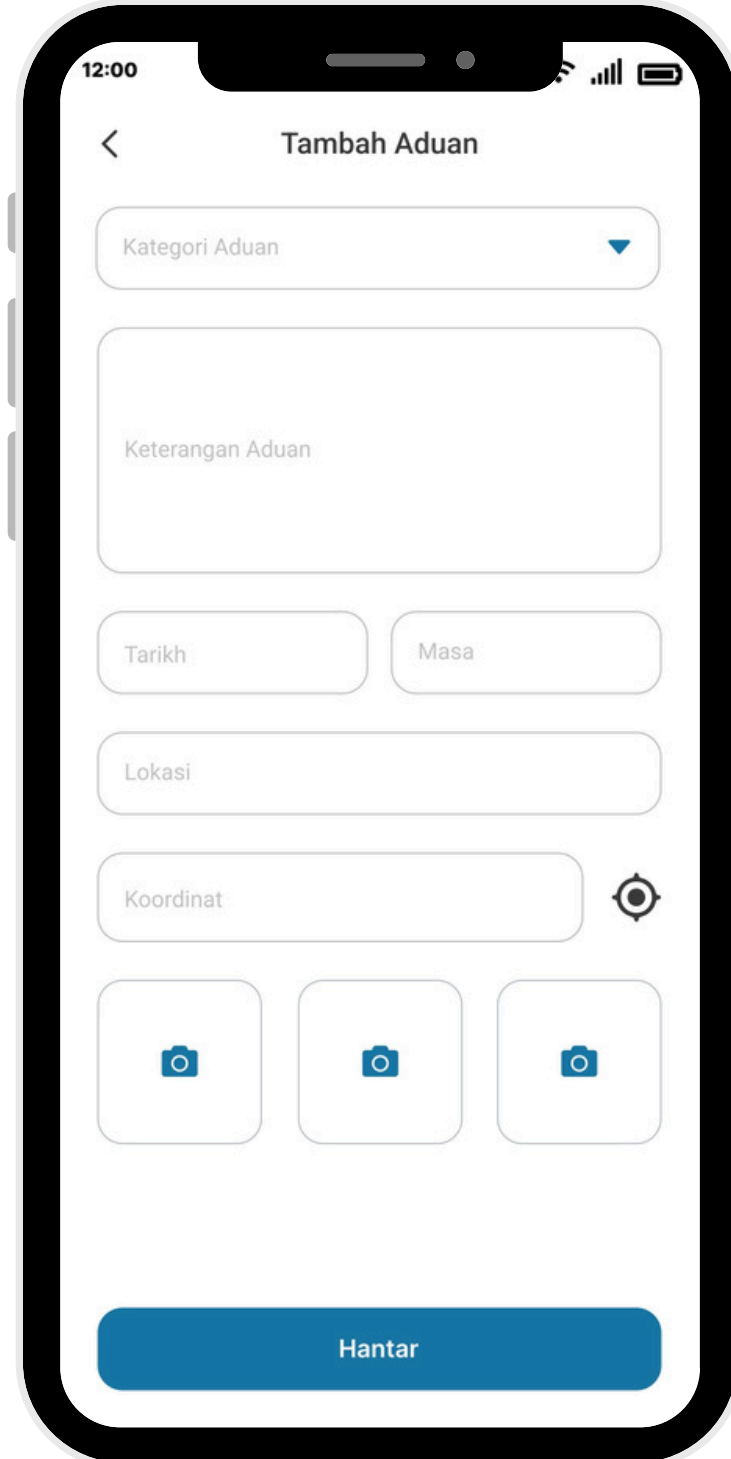 12:00
Tambah Aduan
Kategori Aduan
Keterangan Aduan
Tarikh
Masa
Lokasi
Koordinat
Hantar